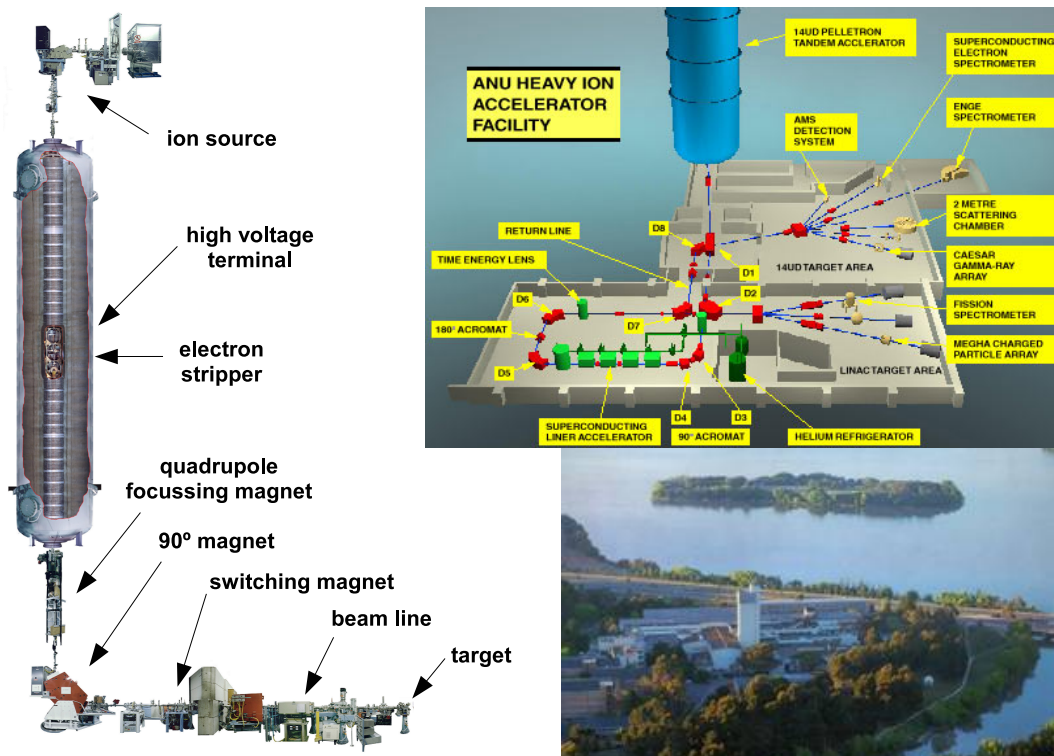 ion source
high voltage
terminal
electron
stripper
quadrupole
focussing magnet
90º magnet
switching magnet
beam line
target
ANU HEAVY ION
ACCELERATOR
FACILITY
14UD PELLETRON
TANDEM ACCLERATOR
SUPERCONDUCTING
ELECTRON
SPECTROMETER
AMS
DETECTION
SYSTEM
ENGE
SPECTROMETER
2 METRE
SCATTERING
CHAMBER
CAESAR
GAMMA-RAY
ARRAY
14UD TARGET AREA
D8
D1
RETURN LINE
TIME ENERGY LENS
D6
D2
D7
180° ACROMAT
D5
FISSION
SPECTROMETER
MEGHA CHARGED
PARTICLE ARRAY
LINAC TARGET AREA
D4
D3
SUPERCONDUCTING
LINER ACCELERATOR
90° ACROMAT
HELIUM REFRIGERATOR